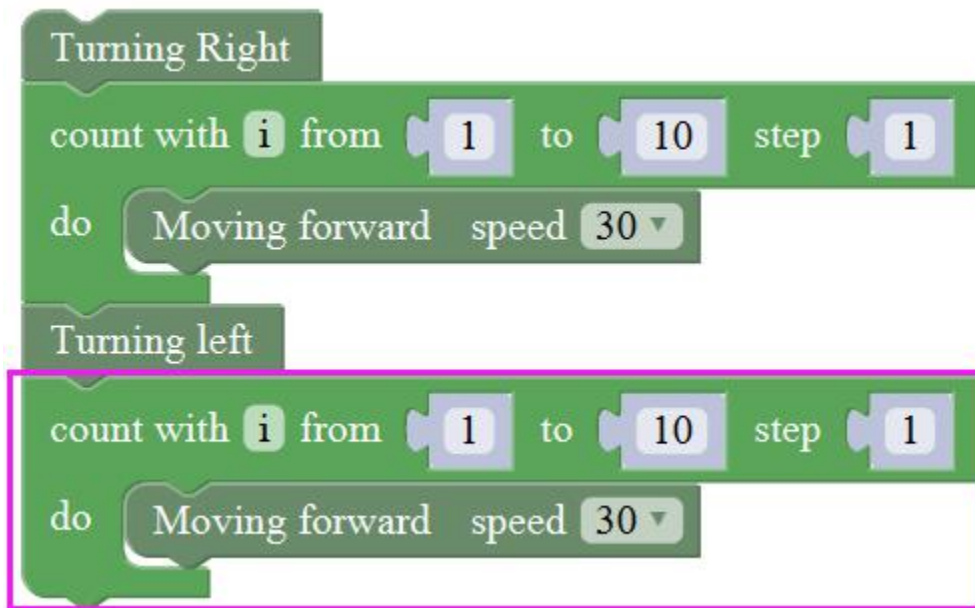 Turning Right
count with i from 1 to 10 step 1
do Moving forward speed 30
Turning left
count with i from 1 to 10 step 1
do Moving forward speed 30